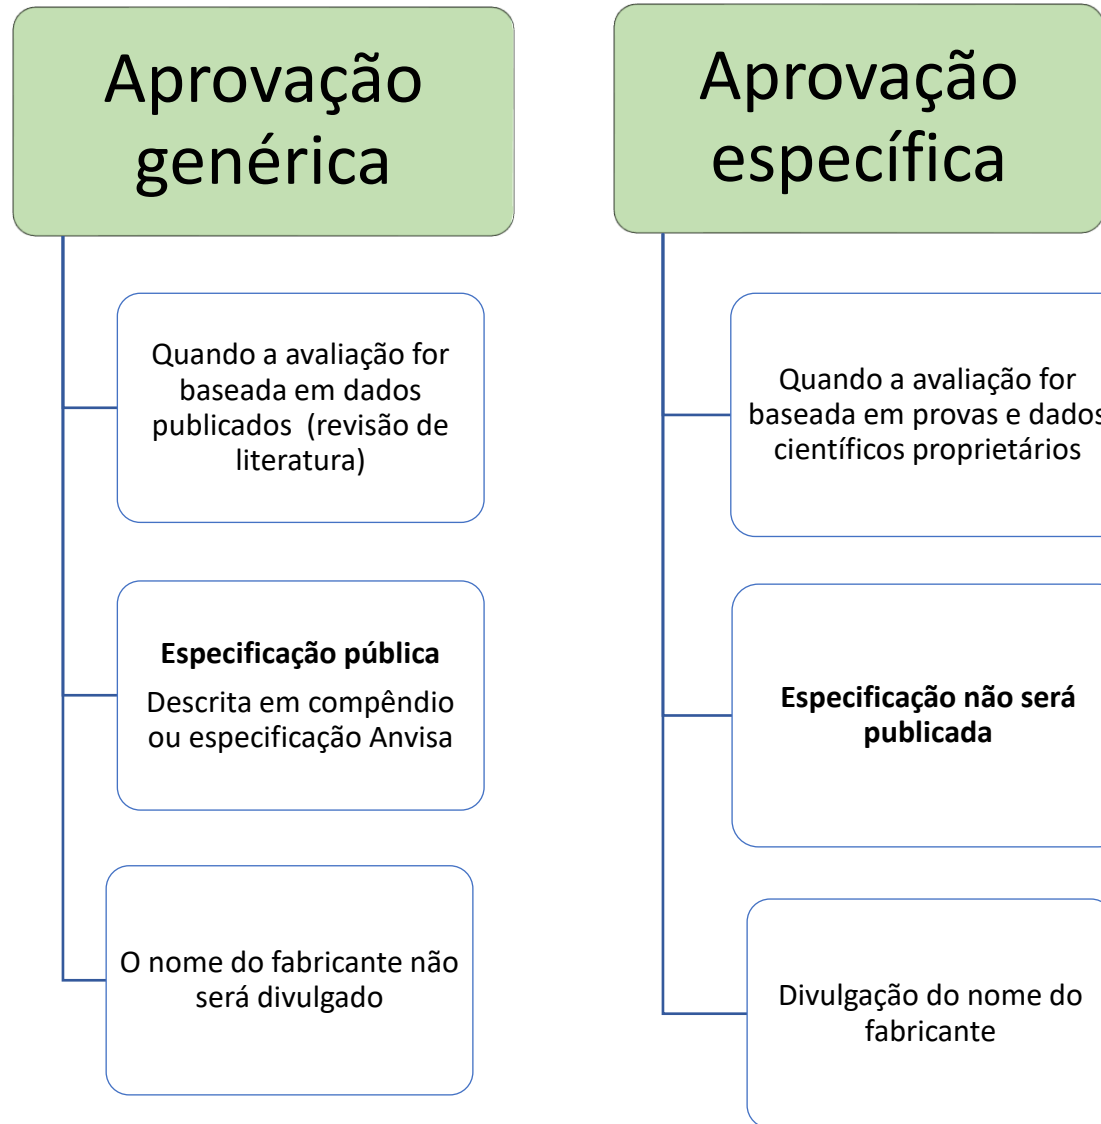 Aprovação
genérica
Quando a avaliação for
baseada em dados
publicados (revisão de
literatura)
Especificação pública
Descrita em compêndio
ou especificação Anvisa
O nome do fabricante não
será divulgado
Aprovação
específica
Quando a avaliação for
baseada em provas e dados
científicos proprietários
Especificação não será
publicada
Divulgação do nome do
fabricante